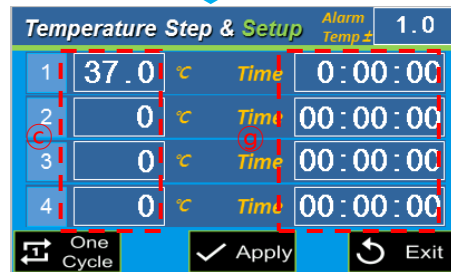 Temperature Step & Setup Alarm Temp± 1.0
1 37.0 ℃ Time 0:00:00
2 0 ℃ Time 00:00:00
ⓒ ⓖ
3 0 ℃ Time 00:00:00
4 0 ℃ Time 00:00:00
1 One Cycle Apply Exit